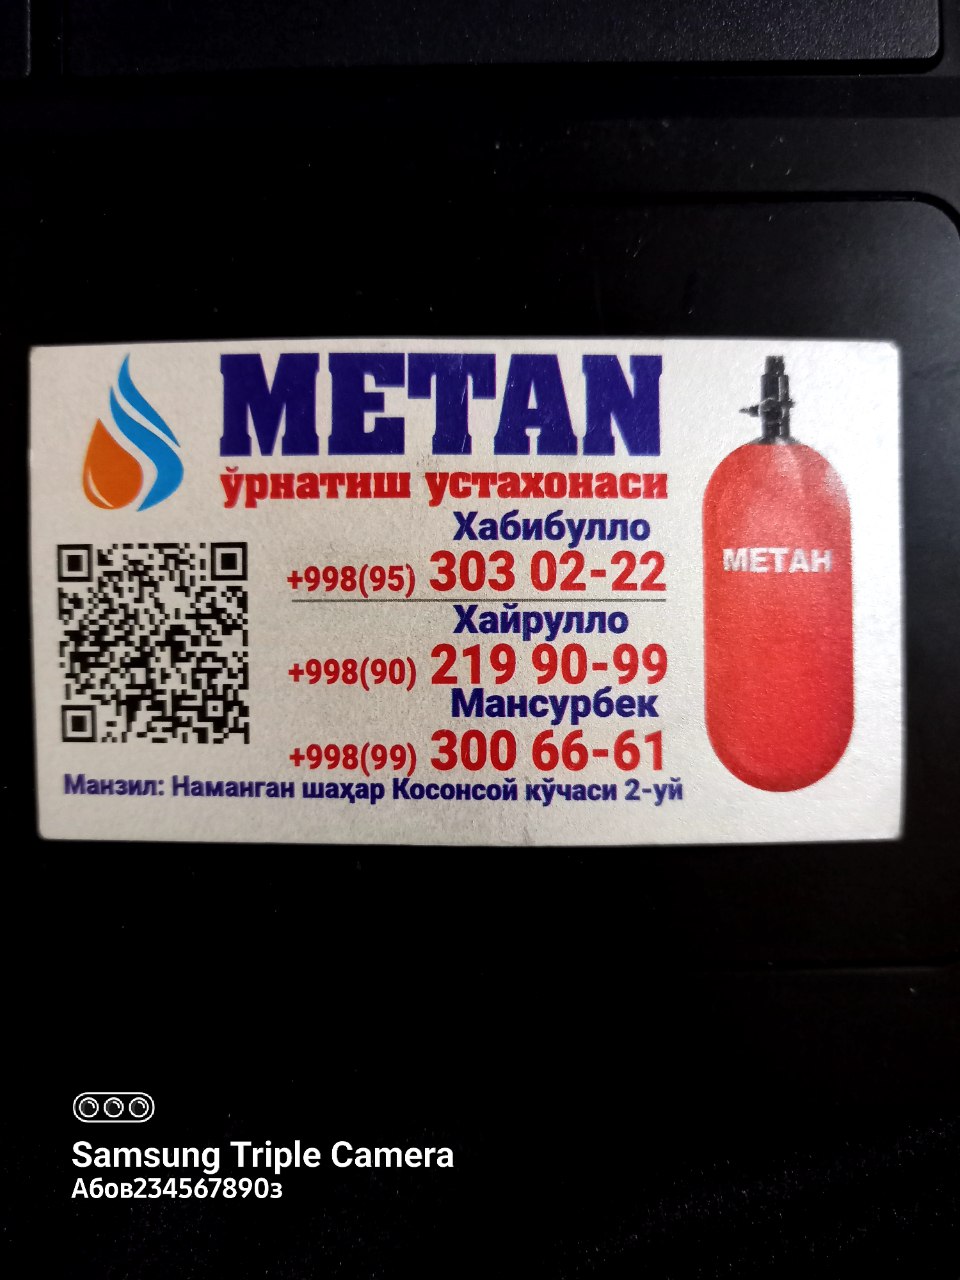 METAN
ўрнатиш устахонаси
Хабибулло
+998(95) 303 02-22
Хайрулло
+998(90) 219 90-99
Мансурбек
+998(99) 300 66-61
Манзил: Наманган шаҳар Косонсой кўчаси 2-уй
МЕТАН
Samsung Triple Camera
Абов234567890з